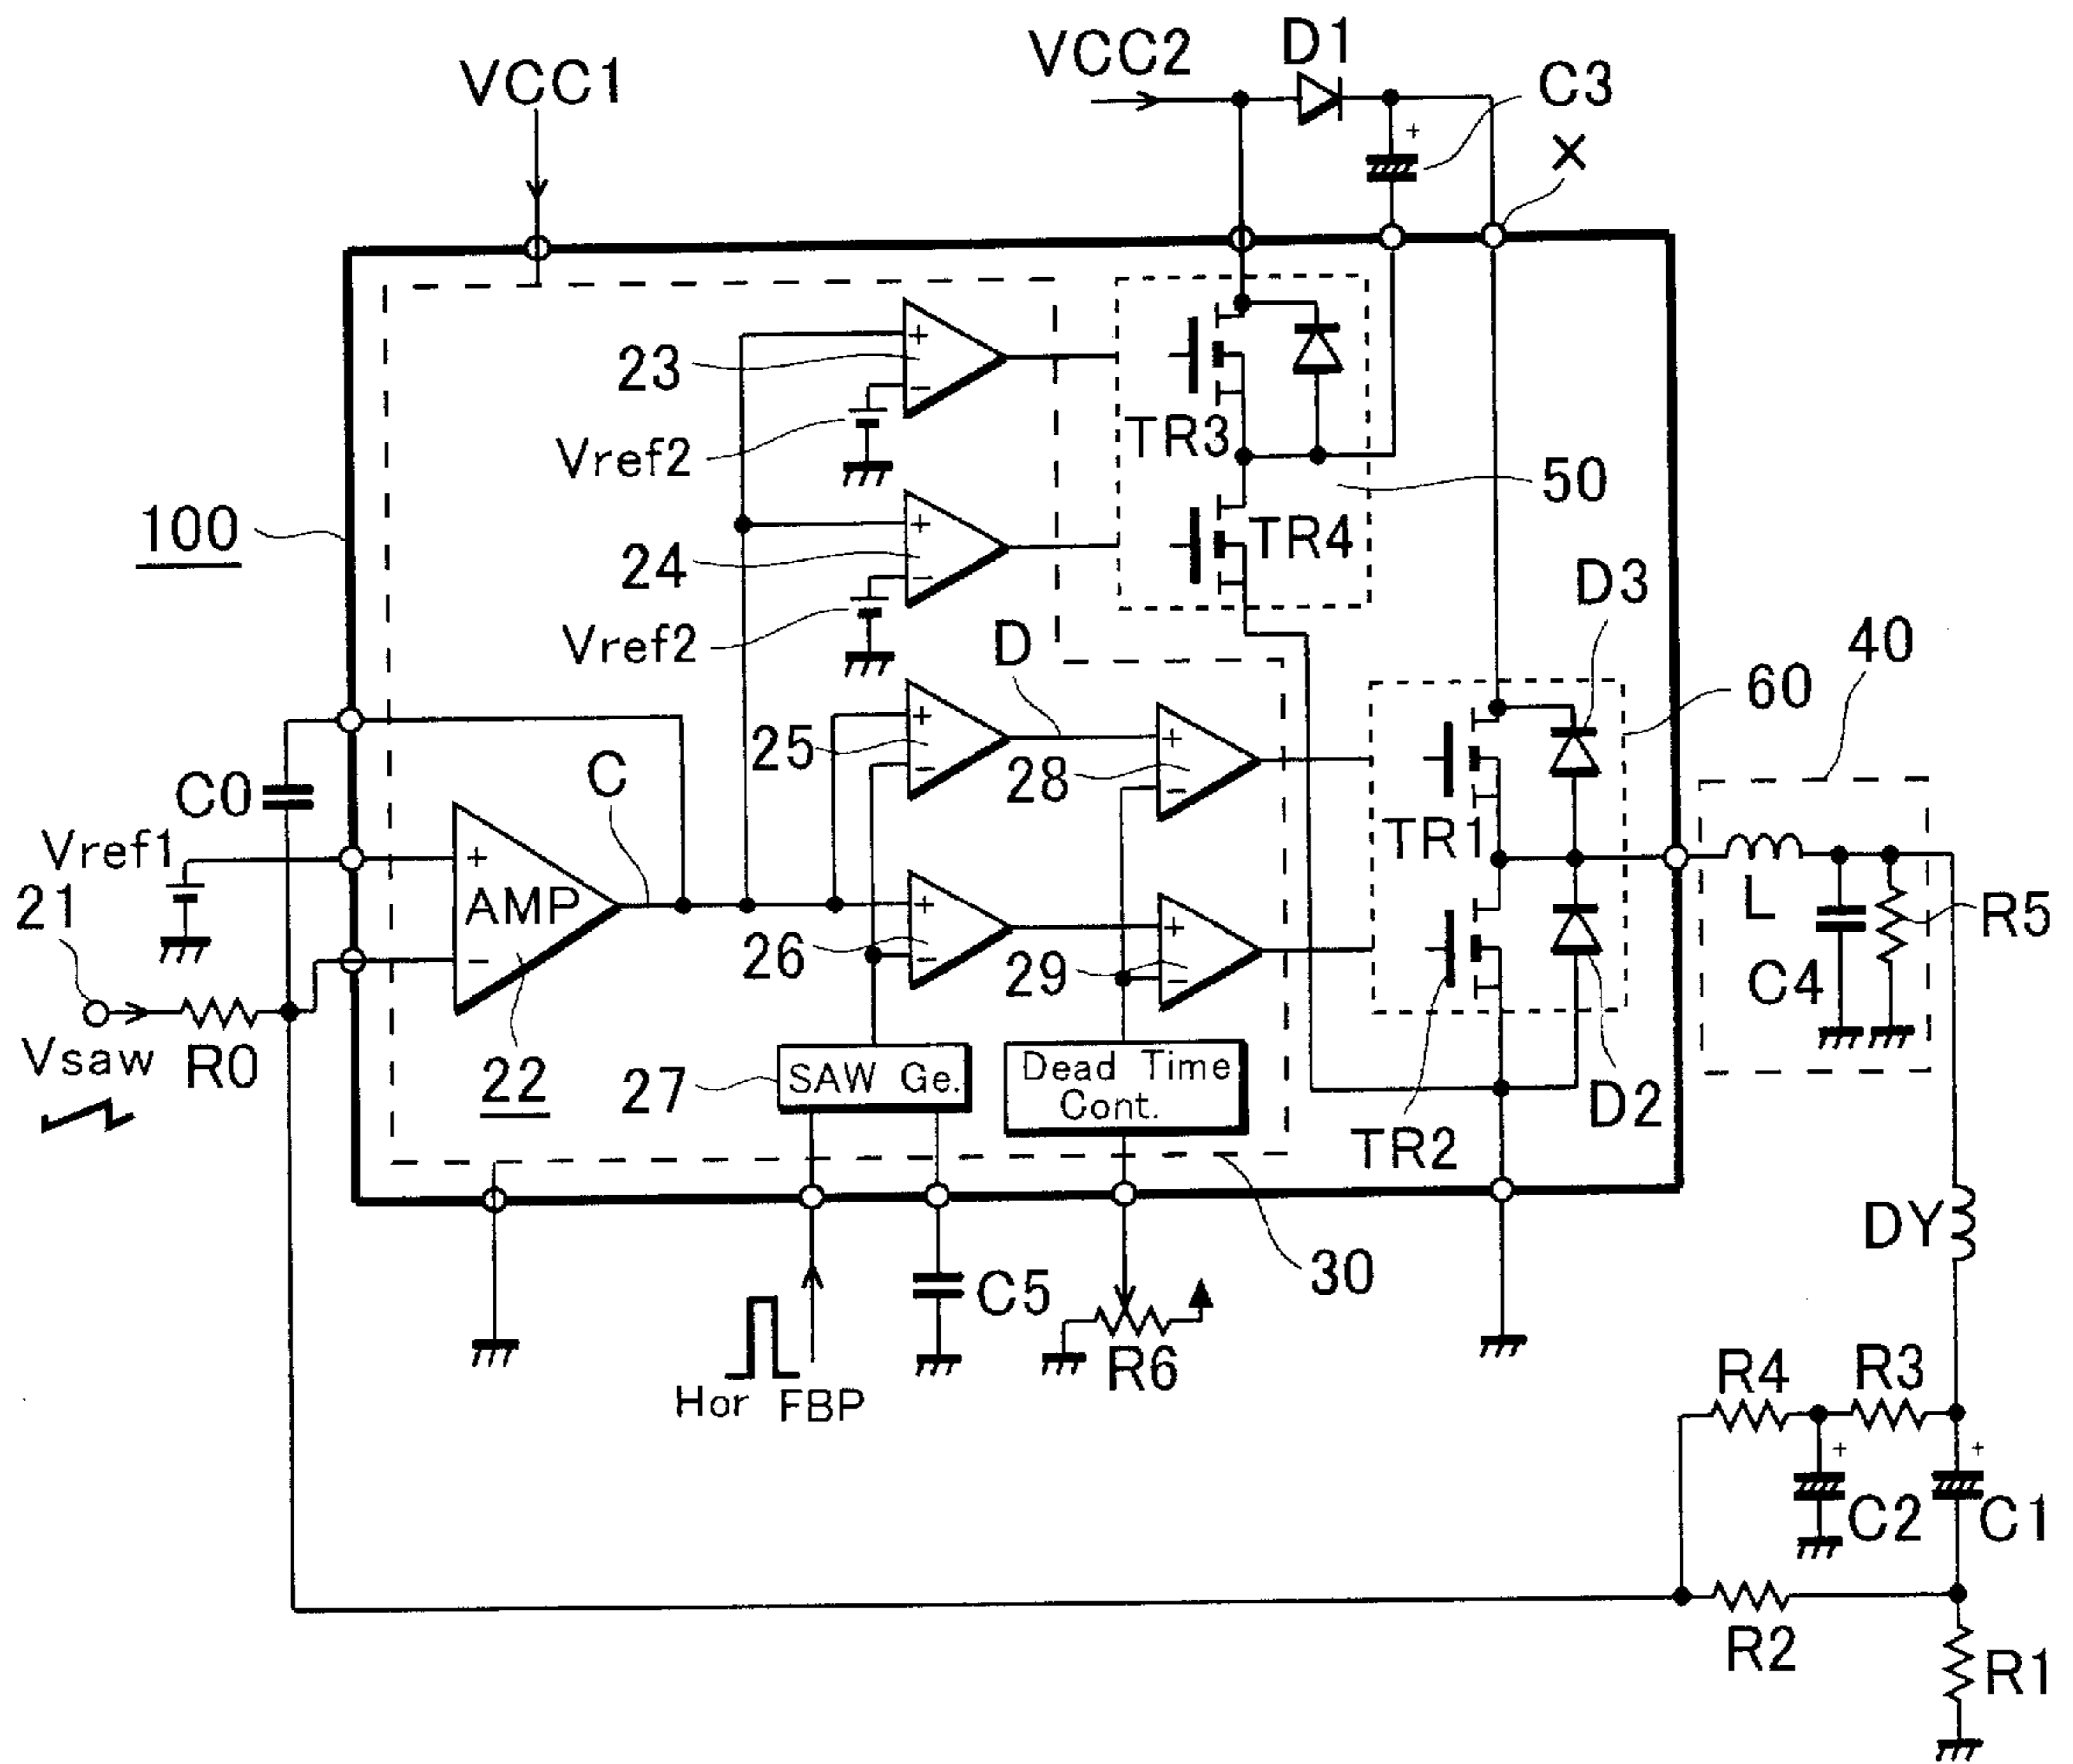 VCC1
VCC2
D1
C3
+
X
23
+
−
Vref2
TR3
50
100
24
+
−
Vref2
TR4
D3
40
60
D
25
+
−
28
+
−
C0
C
TR1
Vref1
21
+
AMP
−
26
+
−
29
+
−
L
R5
C4
Vsaw
R0
22
27
SAW Ge.
Dead Time
Cont.
TR2
D2
DY
30
C5
R6
Hor FBP
R4
R3
+
+
C2
C1
R2
R1